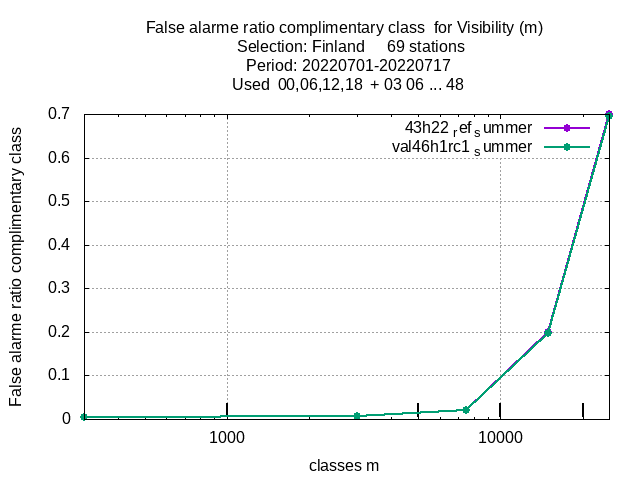 False alarme ratio complimentary class  for Visibility (m)
Selection: Finland     69 stations
Period: 20220701-20220717
Used  00,06,12,18  + 03 06 ... 48
False alarme ratio complimentary class
0.7
0.6
0.5
0.4
0.3
0.2
0.1
0
43h22 ref summer
val46h1rc1 summer
1000
10000
classes m